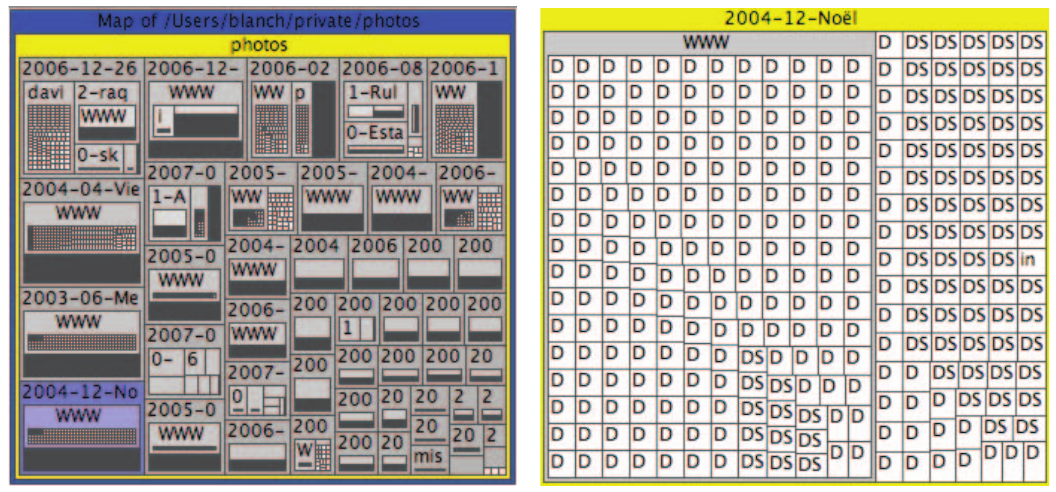 Map of /Users/blanch/private/photos
photos
2006-12-26 2006-12- 2006-02 2006-08 2006-1
davi 2-raq WWW WW p 1-Rul WW
WWW i
0-sk 0-Esta
2007-0 2005- 2005- 2004- 2006-
2004-04-Vie 1-A WW WWW WWW WW
WWW
2005-0 2004- 2004 2006 200 200
WWW WWW
2003-06-Me 2006- 200 200 200 200 200
WWW 2007-0 WWW 1
0- 6 200 200 200 200 20
2004-12-No 2007- 200 20 20 2 2
WWW 2005-0 0
WWW 2006- 200 200 20 20 20 2
W mis
2004-12-Noël
WWW D DS DS DS DS DS
D D D D D D D D D D D D D DS DS DS DS DS
D D D D D D D D D D D D D DS DS DS DS DS
D D D D D D D D D D D D D DS DS DS DS DS
D D D D D D D D D D D D D DS DS DS DS DS
D D D D D D D D D D D D D DS DS DS DS DS
D D D D D D D D D D D D D DS DS DS DS DS
D D D D D D D D D D D D D DS DS DS DS DS
D D D D D D D D D D D D D DS DS DS DS in
D D D D D D D D D D D D D DS DS DS DS DS
D D D D D D D D D D D D D DS DS DS DS DS
D D D D D D D D D D D D D DS DS DS DS DS
D D D D D D D DS D D D D D D DS DS DS DS
D D D D D D D DS DS D D D D D D DS DS DS
D D D D D D D DS DS DS D D D D D DS DS
D D D D D D D DS DS DS D D D D D D D
D D D D D D D DS DS DS D